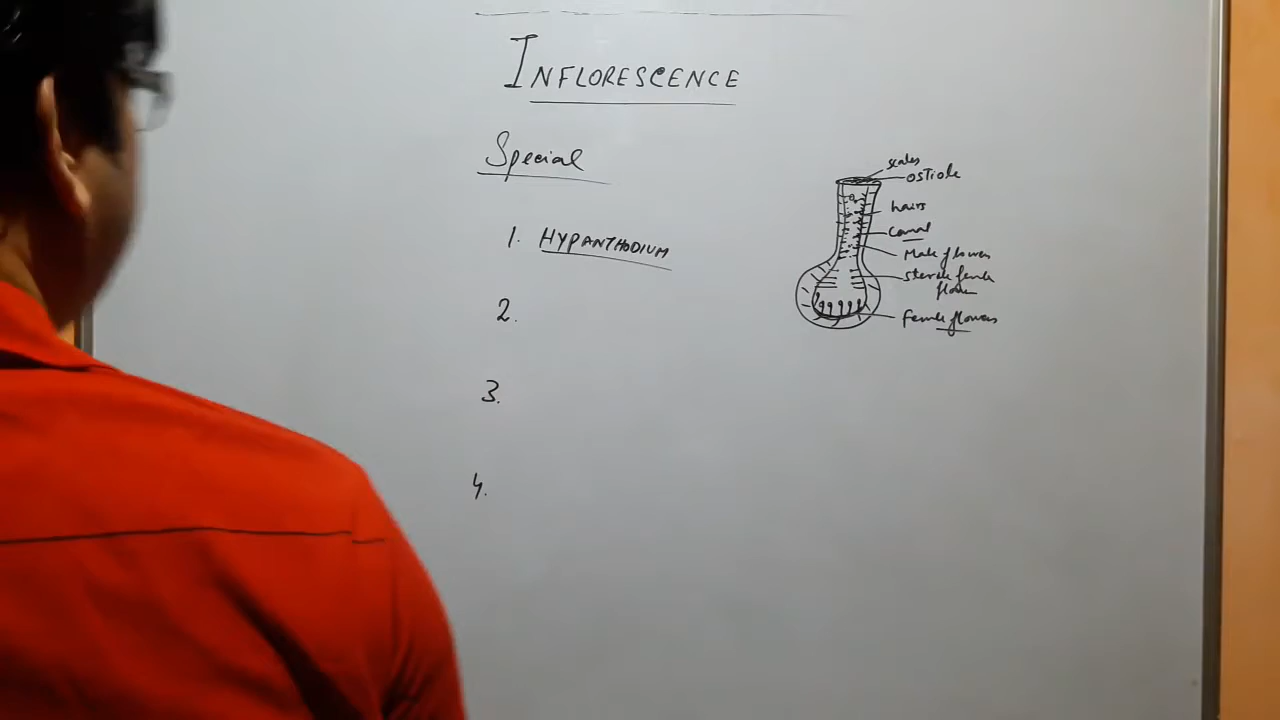 INFLORESCENCE
Special
1. HYPANTHODIUM
2.
3.
4.
scales
OSTIOLE
hairs
canal
Male flowers
sterile female
flower
Female flowers